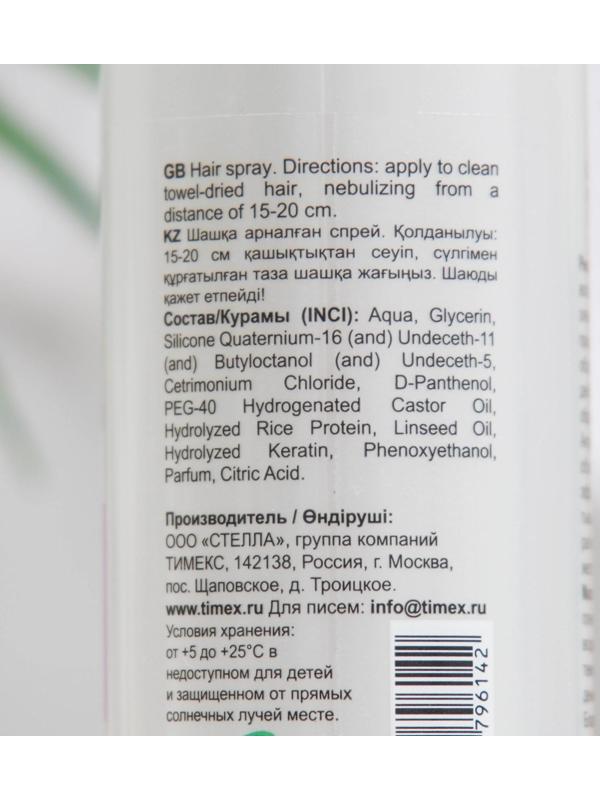 GB Hair spray. Directions: apply to clean
towel-dried hair, nebulizing from a
distance of 15-20 cm.
KZ Шашқа арналған спрей. Қолданылуы:
15-20 см қашықтықтан сеуіп, сүлгімен
құрғатылған таза шашқа жағыңыз. Шаюды
қажет етпейді!
Состав/Курамы (INCI): Aqua, Glycerin,
Silicone Quaternium-16 (and) Undeceth-11
(and) Butyloctanol (and) Undeceth-5,
Cetrimonium Chloride, D-Panthenol,
PEG-40 Hydrogenated Castor Oil,
Hydrolyzed Rice Protein, Linseed Oil,
Hydrolyzed Keratin, Phenoxyethanol,
Parfum, Citric Acid.
Производитель / Өндіруші:
ООО «СТЕЛЛА», группа компаний
ТИМЕКС, 142138, Россия, г. Москва,
пос. Щаповское, д. Троицкое.
www.timex.ru Для писем: info@timex.ru
Условия хранения:
от +5 до +25°C в
недоступном для детей
и защищенном от прямых
солнечных лучей месте.
796142